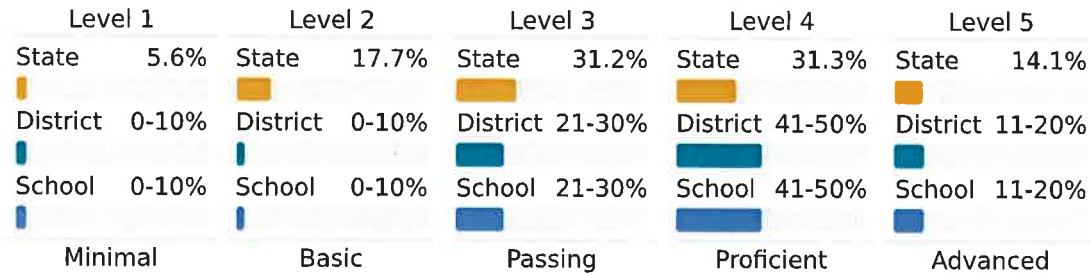 Level 1
State 5.6%
District 0-10%
School 0-10%
Minimal
Level 2
State 17.7%
District 0-10%
School 0-10%
Basic
Level 3
State 31.2%
District 21-30%
School 21-30%
Passing
Level 4
State 31.3%
District 41-50%
School 41-50%
Proficient
Level 5
State 14.1%
District 11-20%
School 11-20%
Advanced